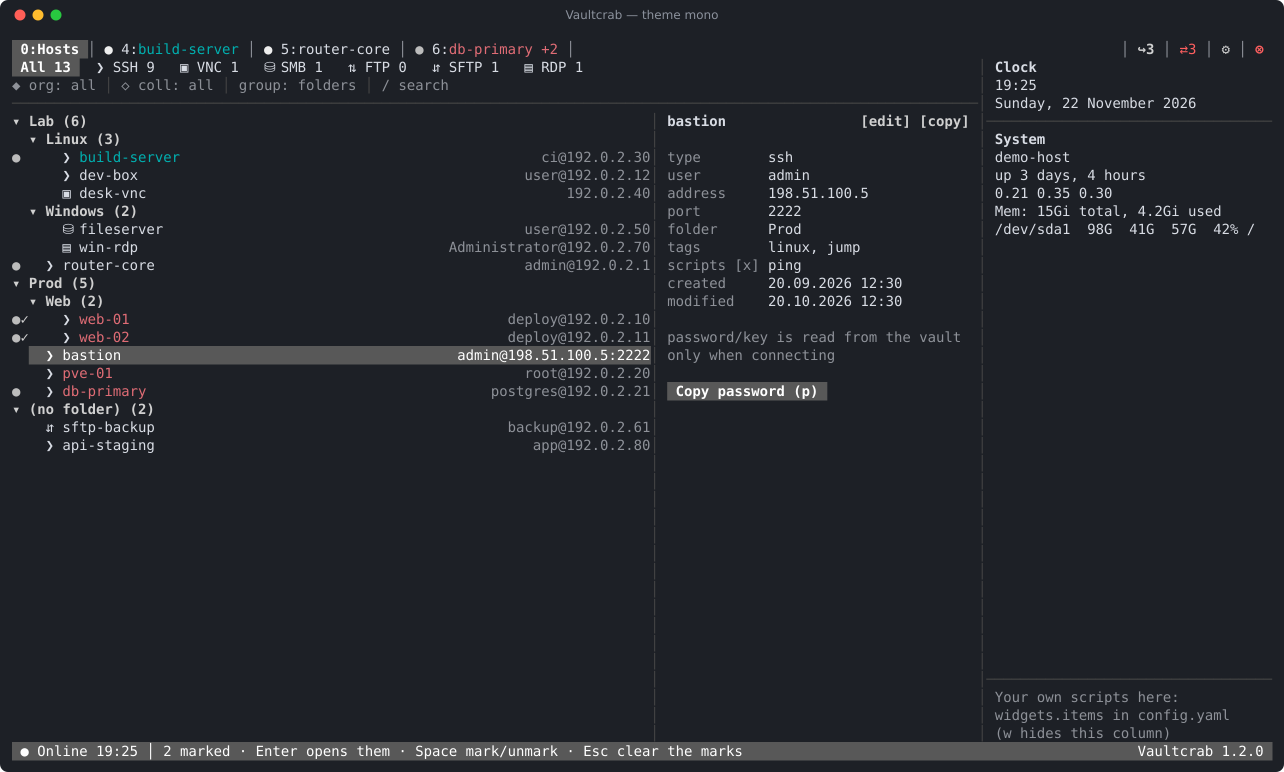 Vaultcrab — theme mono
0:Hosts │ ● 4:build-server │ ● 5:router-core │ ● 6:db-primary +2 │ │ ↪3 │ ⇄3 │ ⚙ │ ⊗
All 13 ❯ SSH 9 ▣ VNC 1 ⛁ SMB 1 ⇅ FTP 0 ⇵ SFTP 1 ▤ RDP 1
◆ org: all │ ◇ coll: all │ group: folders │ / search
▾ Lab (6)
▾ Linux (3)
● ❯ build-server ci@192.0.2.30
❯ dev-box user@192.0.2.12
▣ desk-vnc 192.0.2.40
▾ Windows (2)
⛁ fileserver user@192.0.2.50
▤ win-rdp Administrator@192.0.2.70
● ❯ router-core admin@192.0.2.1
▾ Prod (5)
▾ Web (2)
●✓ ❯ web-01 deploy@192.0.2.10
●✓ ❯ web-02 deploy@192.0.2.11
❯ bastion admin@198.51.100.5:2222
❯ pve-01 root@192.0.2.20
● ❯ db-primary postgres@192.0.2.21
▾ (no folder) (2)
⇵ sftp-backup backup@192.0.2.61
❯ api-staging app@192.0.2.80
bastion [edit] [copy]
type ssh
user admin
address 198.51.100.5
port 2222
folder Prod
tags linux, jump
scripts [x] ping
created 20.09.2026 12:30
modified 20.10.2026 12:30
password/key is read from the vault
only when connecting
Copy password (p)
Clock
19:25
Sunday, 22 November 2026
System
demo-host
up 3 days, 4 hours
0.21 0.35 0.30
Mem: 15Gi total, 4.2Gi used
/dev/sda1 98G 41G 57G 42% /
Your own scripts here:
widgets.items in config.yaml
(w hides this column)
● Online 19:25 │ 2 marked · Enter opens them · Space mark/unmark · Esc clear the marks Vaultcrab 1.2.0